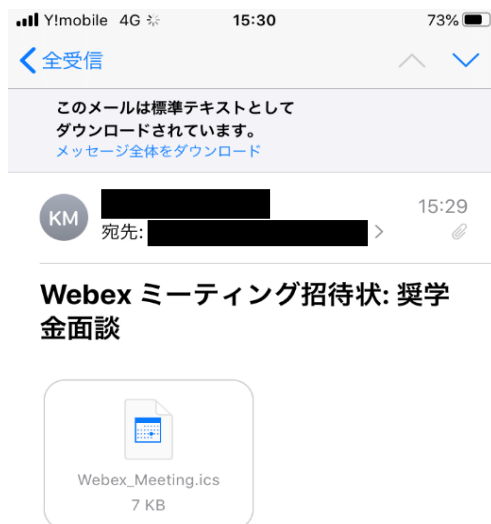 Y!mobile 4G 15:30 73%
全受信
このメールは標準テキストとして
ダウンロードされています。
メッセージ全体をダウンロード
KM 15:29
宛先:
Webex ミーティング招待状: 奨学
金面談
Webex_Meeting.ics
7 KB